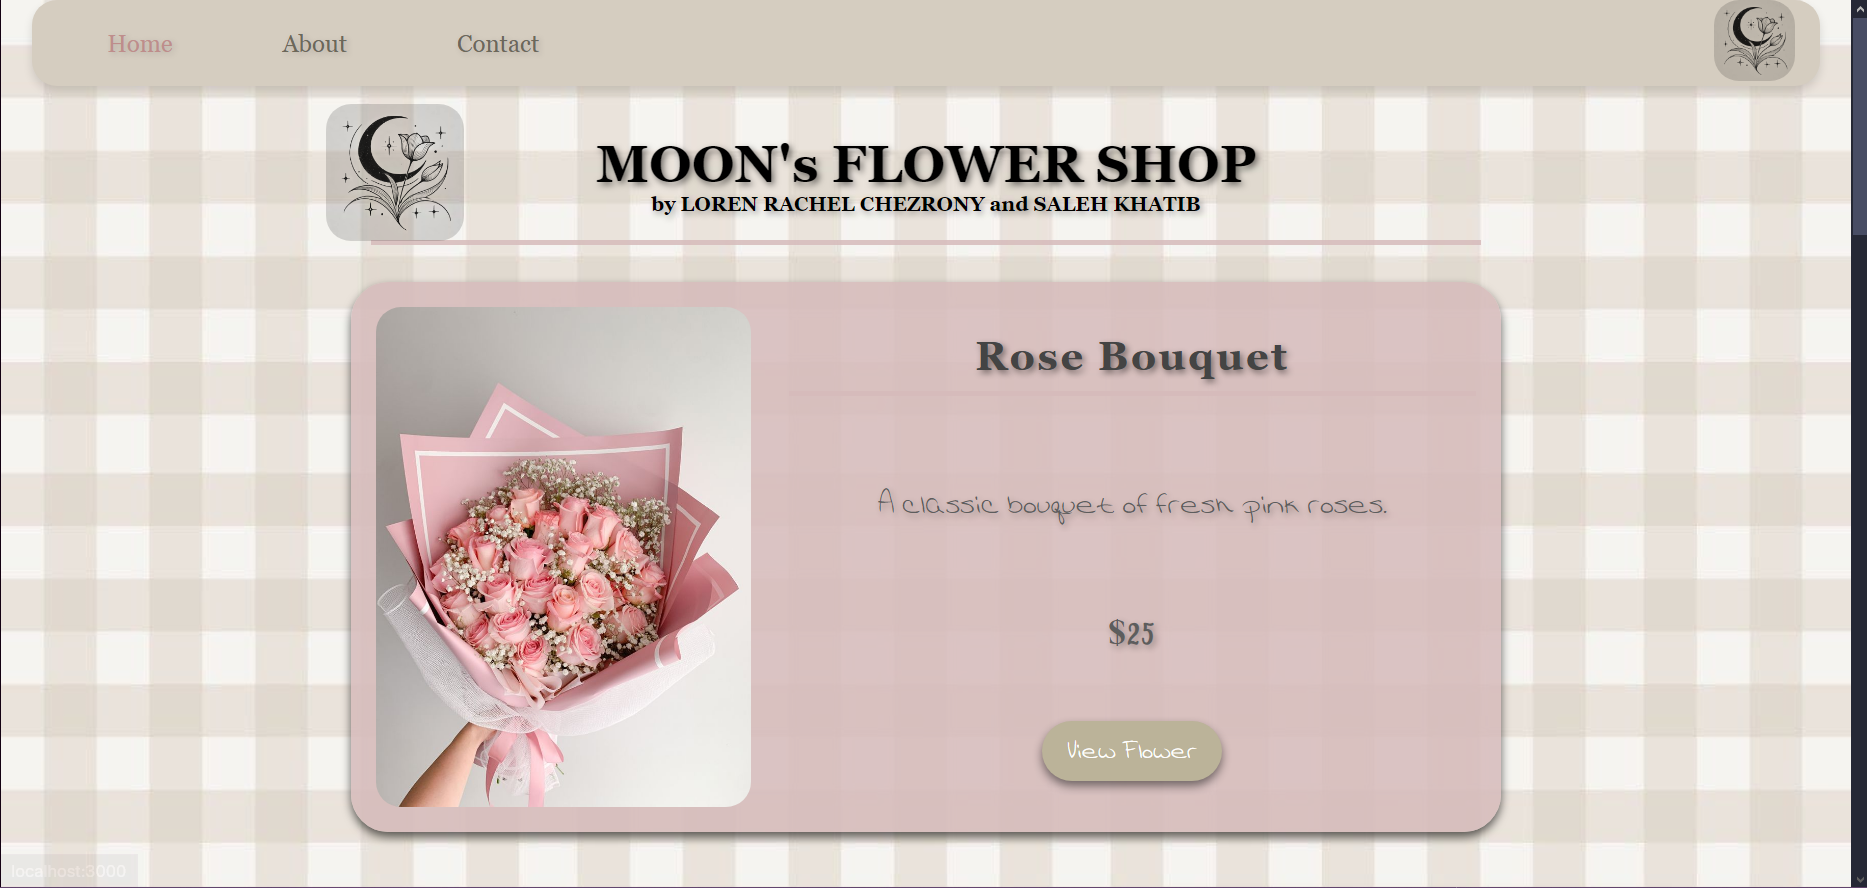 Home About Contact
MOON's FLOWER SHOP
by LOREN RACHEL CHEZRONY and SALEH KHATIB
Rose Bouquet
A classic bouquet of fresh pink roses.
$25
View Flower
localhost:3000